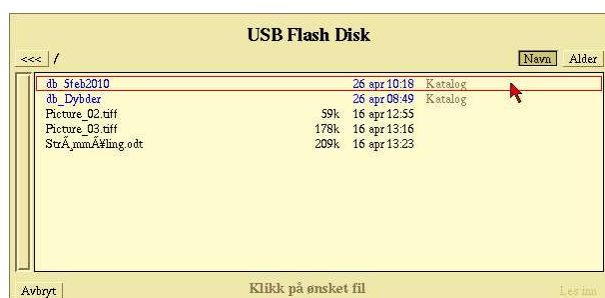 USB Flash Disk
<<< / Navn Alder
db_5feb2010 26 apr 10:18 Katalog
db_Dybder 26 apr 08:49 Katalog
Picture_02.tiff 59k 16 apr 12:55
Picture_03.tiff 178k 16 apr 13:16
StrÃ¸mmÃ¥ling.odt 209k 16 apr 13:23
Avbryt Klikk på ønsket fil Les inn